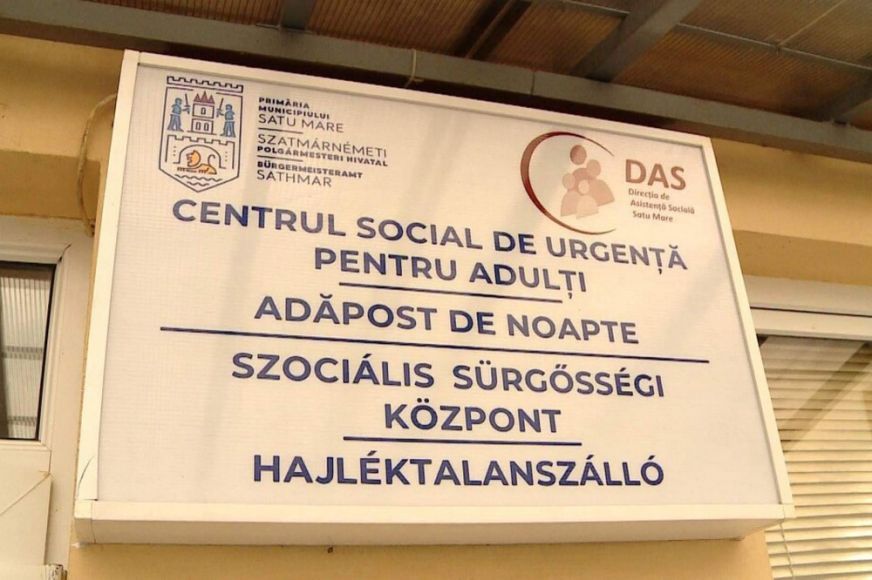 PRIMĂRIA
MUNICIPIULUI
SATU MARE
SZATMÁRNÉMETI
POLGÁRMESTERI HIVATAL
BÜRGERMEISTERAMT
SATHMAR
DAS
Direcția de
Asistență Socială
Satu Mare
CENTRUL SOCIAL DE URGENȚĂ
PENTRU ADULȚI
ADĂPOST DE NOAPTE
SZOCIÁLIS SÜRGŐSSÉGI
KÖZPONT
HAJLÉKTALANSZÁLLÓ